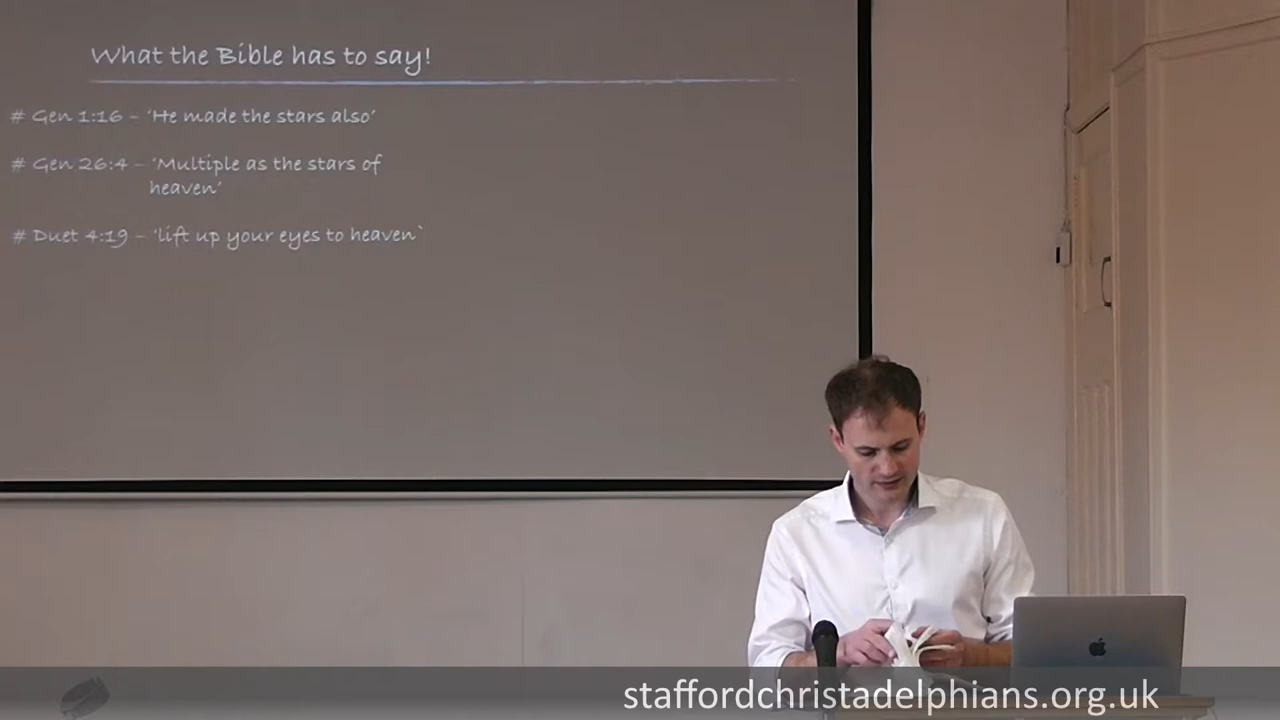 What the Bible has to say!
# Gen 1:16 - 'He made the stars also'
# Gen 26:4 - 'Multiple as the stars of
heaven'
# Duet 4:19 - 'lift up your eyes to heaven`
staffordchristadelphians.org.uk